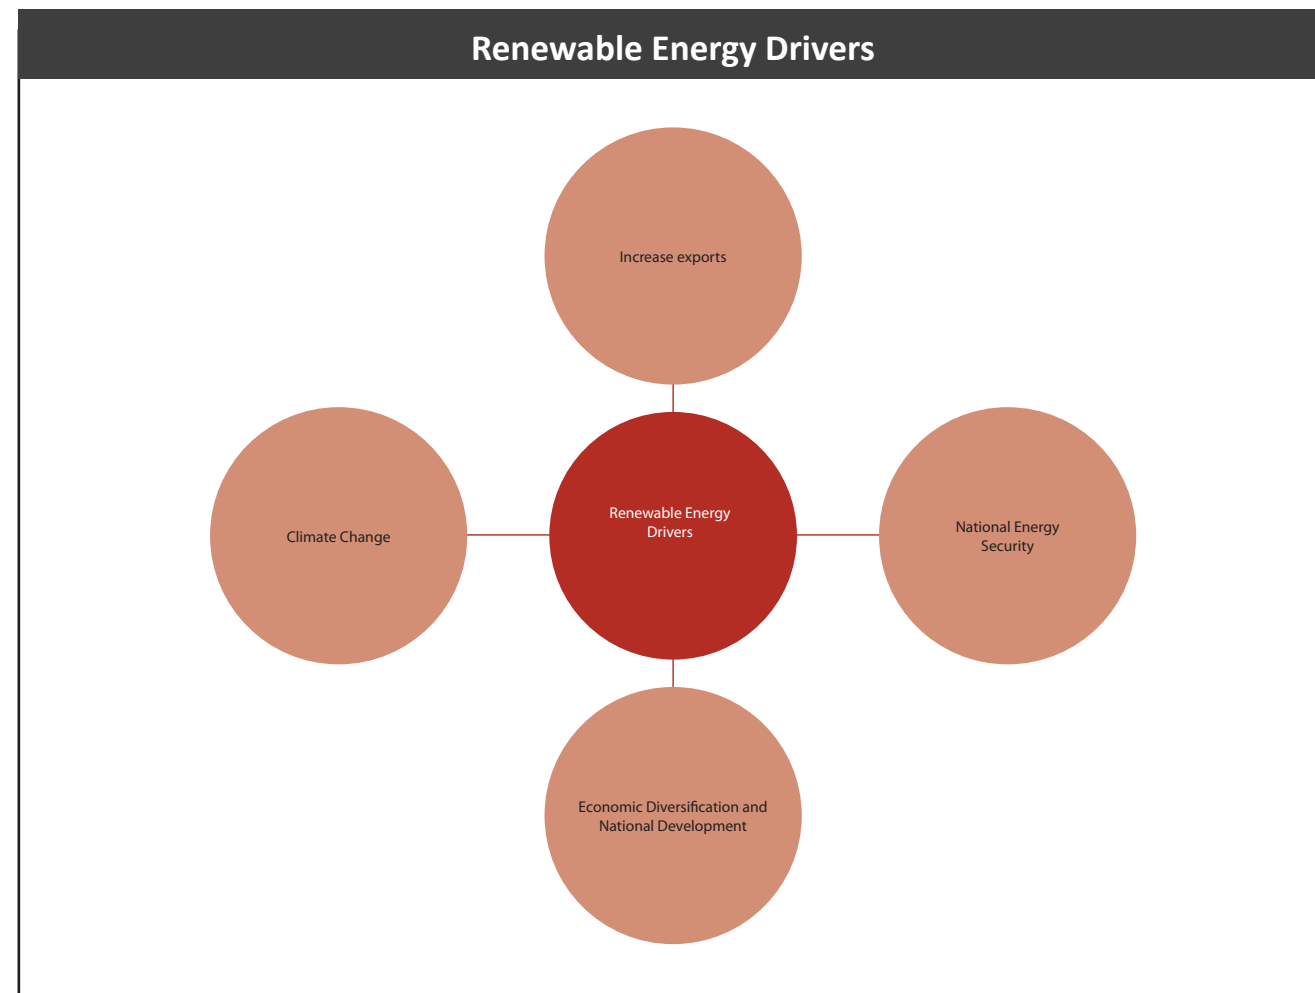 Renewable Energy Drivers
Increase exports
Climate Change
Renewable Energy
Drivers
National Energy
Security
Economic Diversification and
National Development